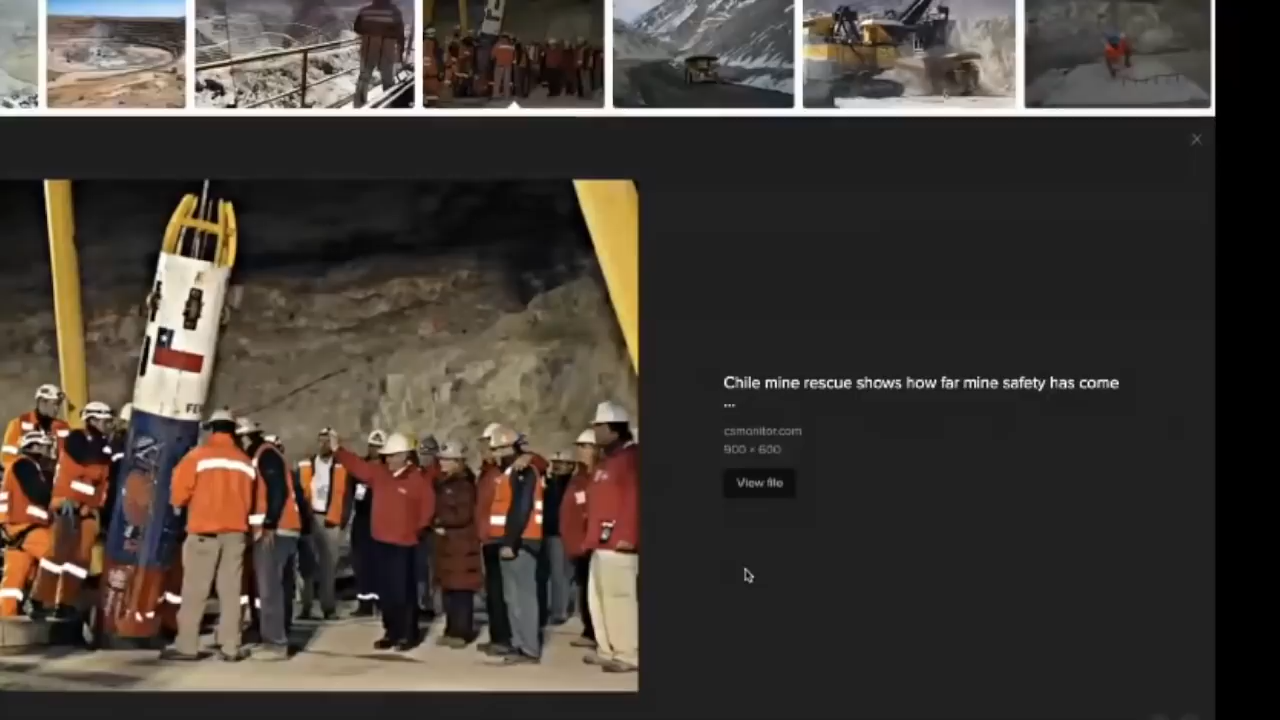 Chile mine rescue shows how far mine safety has come
...
csmonitor.com
900 × 600
View file